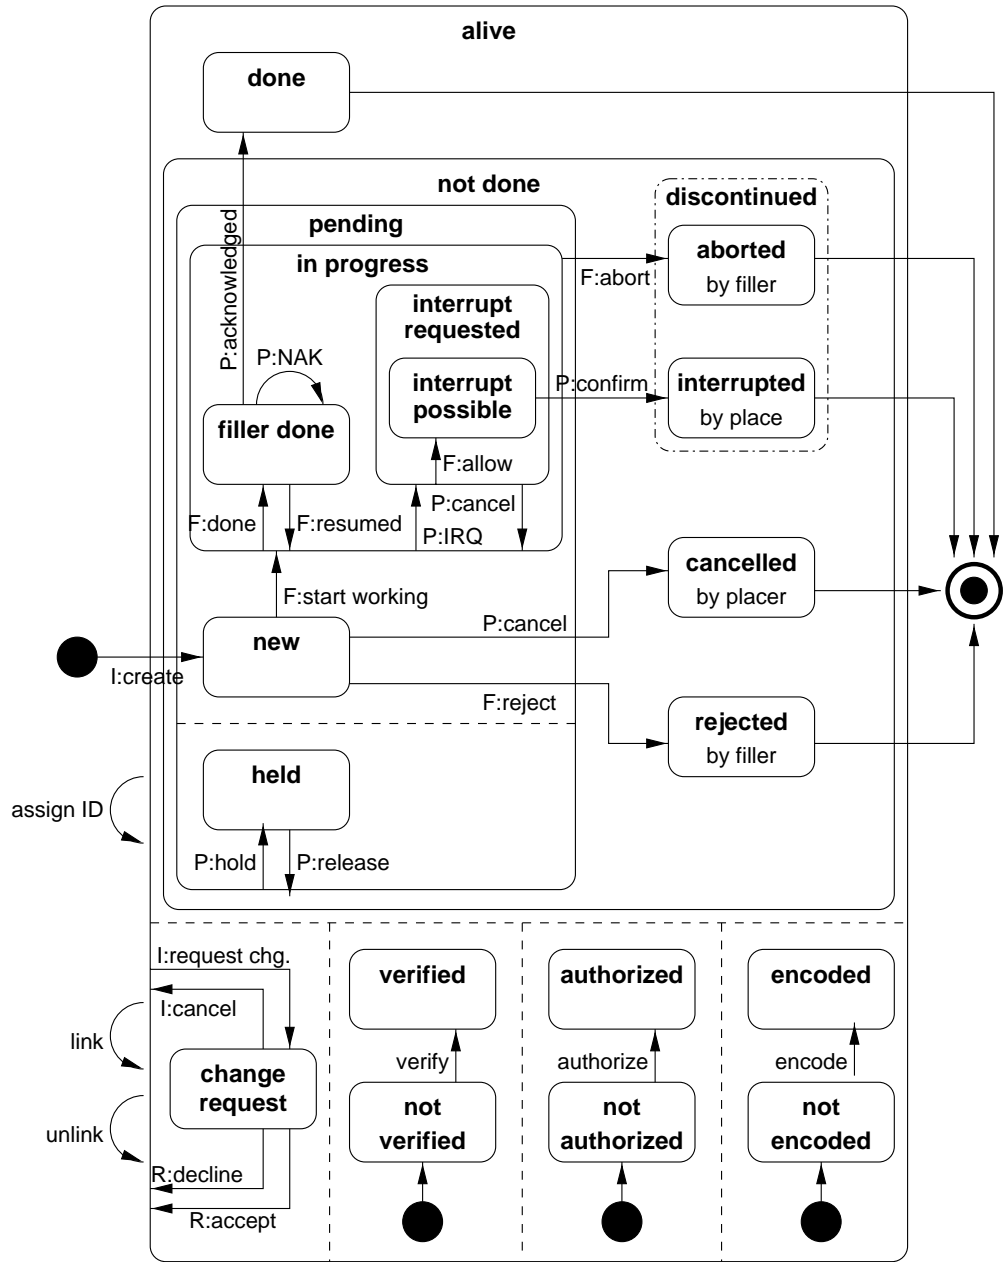 alive
done
not done
discontinued
pending
in progress
P:acknowledged
aborted
by filler
F:abort
interrupt
requested
P:NAK
interrupt
possible
P:confirm
interrupted
by place
filler done
F:allow
P:cancel
F:done
F:resumed
P:IRQ
cancelled
by placer
F:start working
P:cancel
new
I:create
F:reject
rejected
by filler
held
assign ID
P:hold
P:release
I:request chg.
verified
authorized
encoded
I:cancel
link
verify
authorize
encode
change
request
not
verified
not
authorized
not
encoded
unlink
R:decline
R:accept